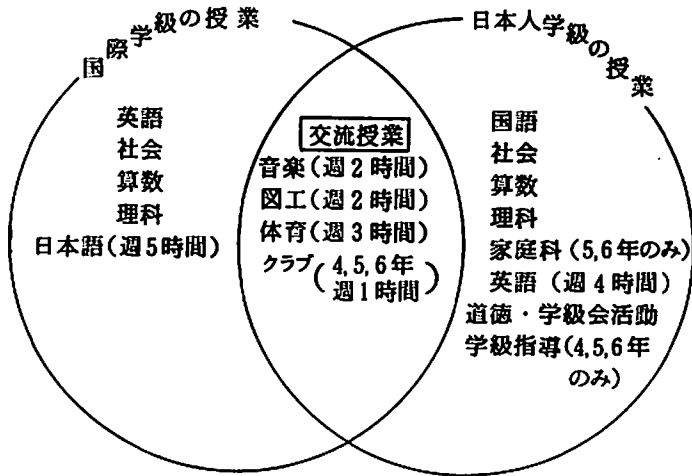 国際学級の授業
英語
社会
算数
理科
日本語(週5時間)
交流授業
音楽(週2時間)
図工(週2時間)
体育(週3時間)
クラブ(4,5,6年
週1時間)
日本人学級の授業
国語
社会
算数
理科
家庭科(5,6年のみ)
英語(週4時間)
道徳・学級会活動
学級指導(4,5,6年
のみ)